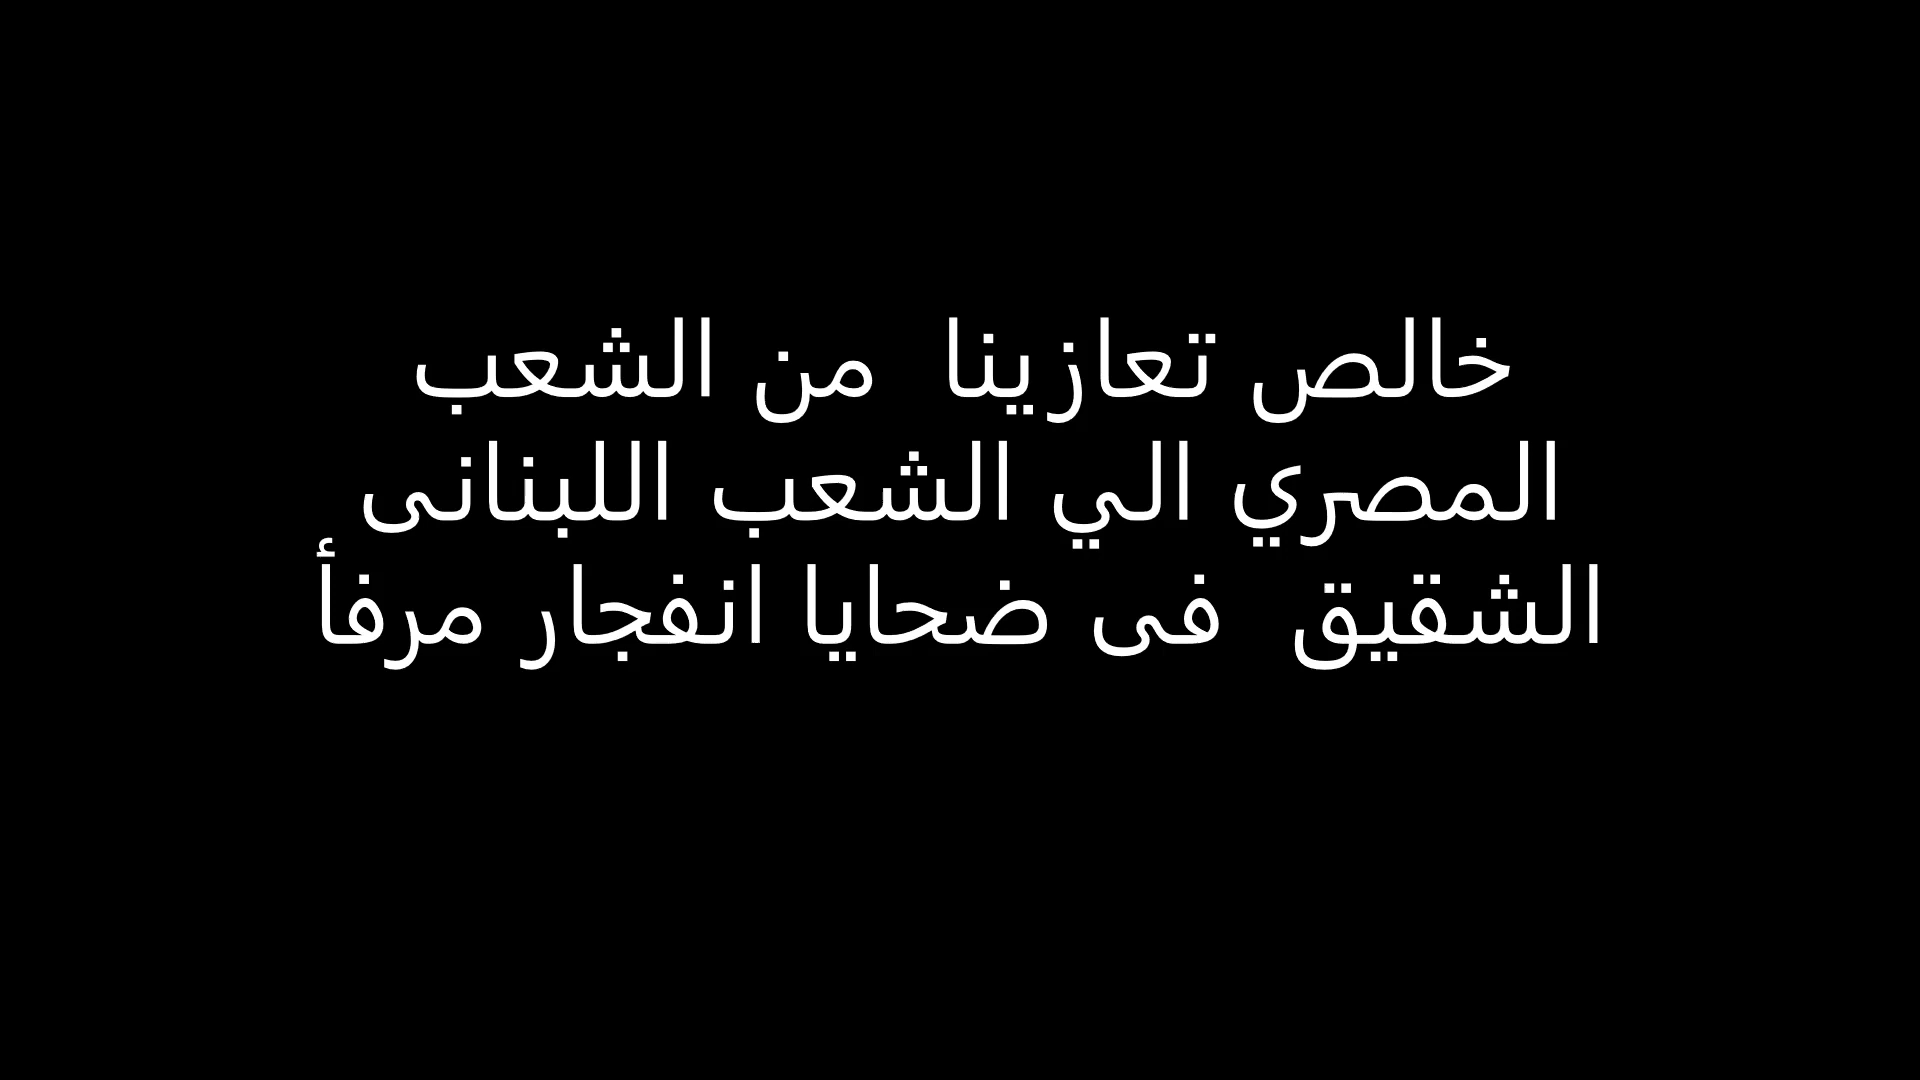 خالص تعازينا  من الشعب
المصري الي الشعب اللبنانى
الشقيق  فى ضحايا انفجار مرفأ